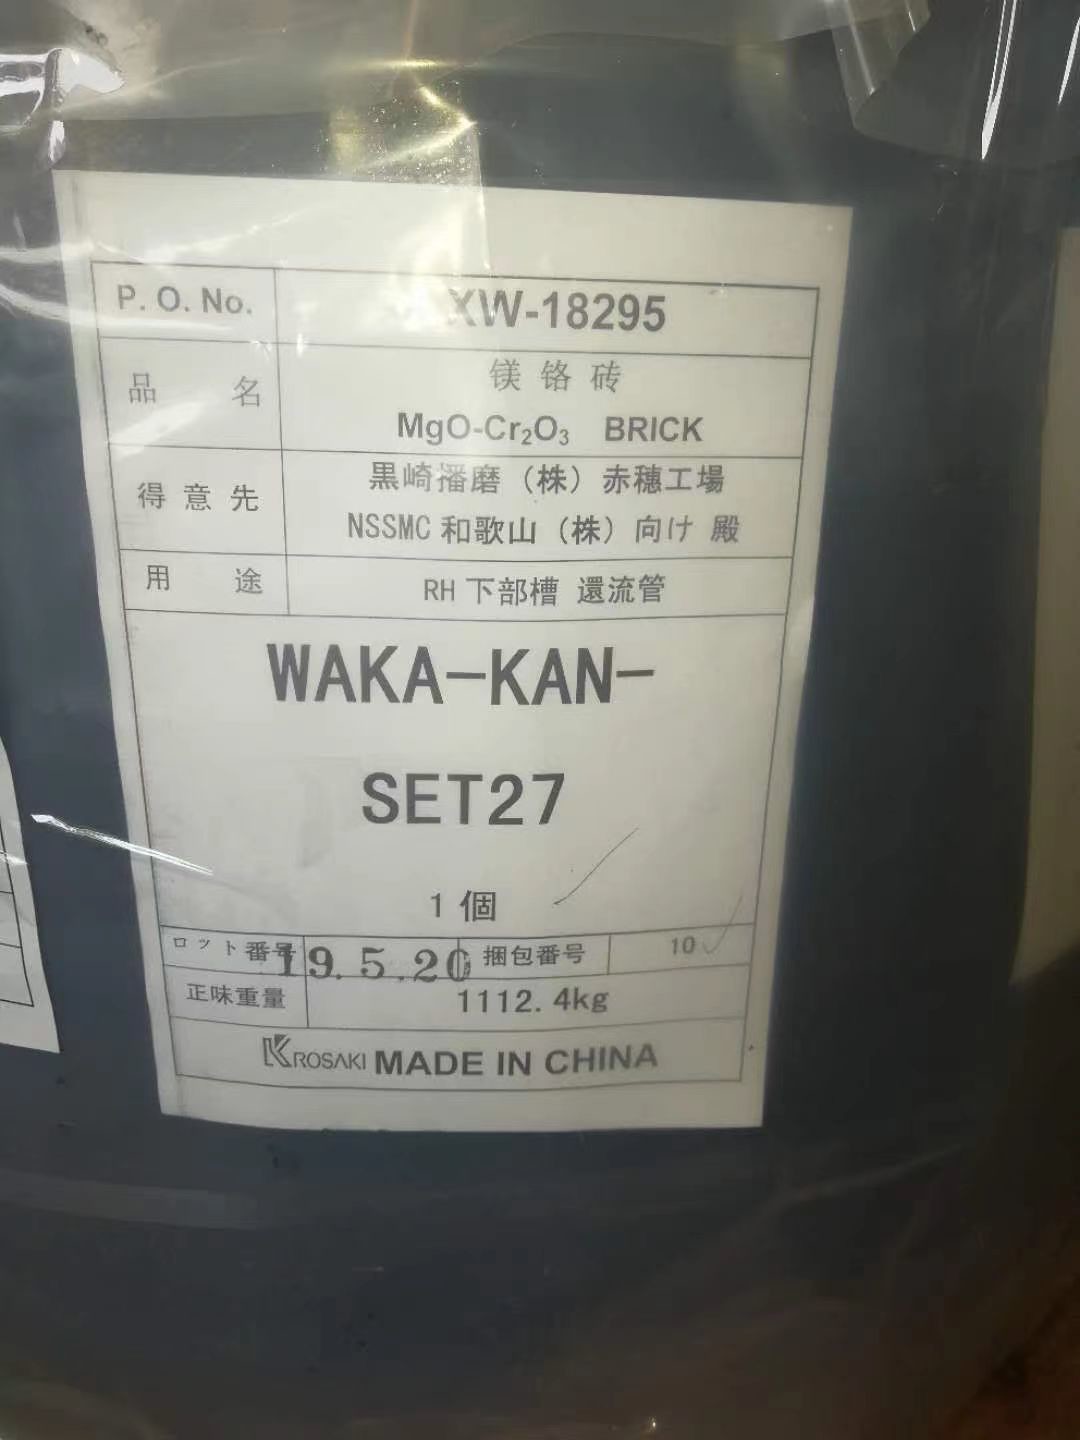 P. O. No. XW-18295
品 名 镁 铬 砖
MgO-Cr₂O₃ BRICK
得 意 先 黒崎播磨（株）赤穂工場
NSSMC 和歌山（株）向け 殿
用 途 RH 下部槽 還流管
WAKA-KAN-
SET27
1 個
ロット番号 19.5.20 捆包番号 10
正味重量 1112.4kg
KROSAKI MADE IN CHINA